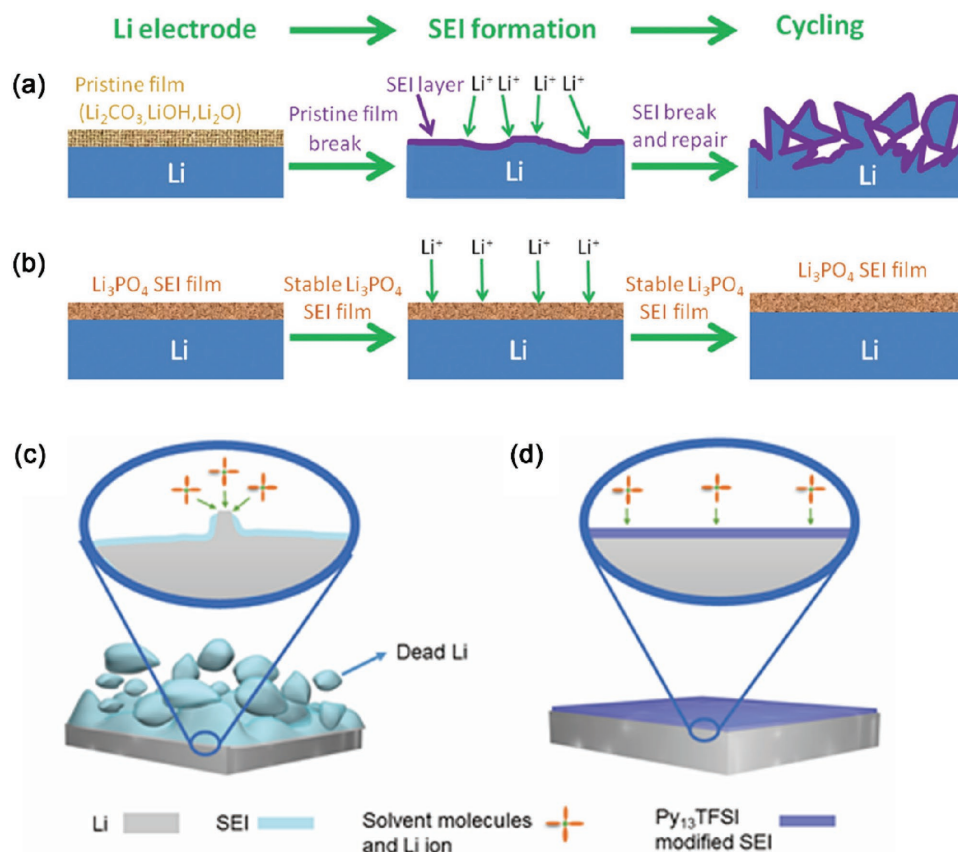 Li electrode SEI formation Cycling
(a)
Pristine film
(Li₂CO₃,LiOH,Li₂O)
Li
Pristine film
break
SEI layer Li⁺ Li⁺ Li⁺ Li⁺
Li
SEI break
and repair
Li
(b)
Li₃PO₄ SEI film
Li
Stable Li₃PO₄
SEI film
Li⁺ Li⁺ Li⁺ Li⁺
Li
Stable Li₃PO₄
SEI film
Li₃PO₄ SEI film
Li
(c)
Dead Li
(d)
Li SEI Solvent molecules
and Li ion
Py₁₃TFSI
modified SEI